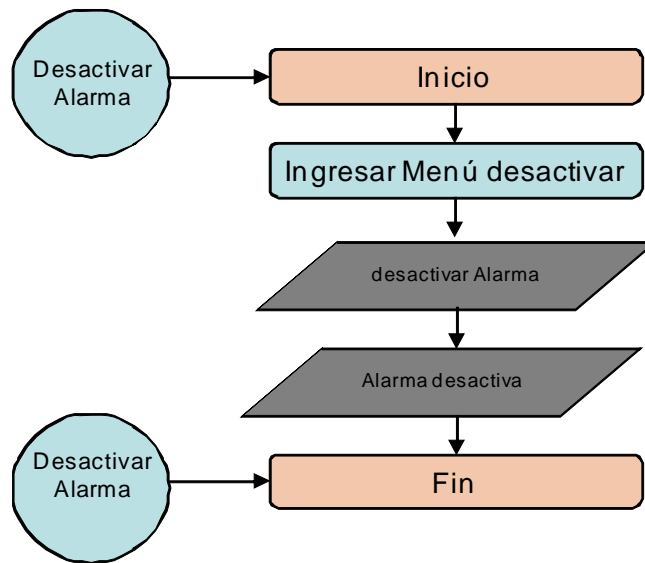 Desactivar
Alarma
Inicio
Ingresar Menú desactivar
desactivar Alarma
Alarma desactiva
Desactivar
Alarma
Fin